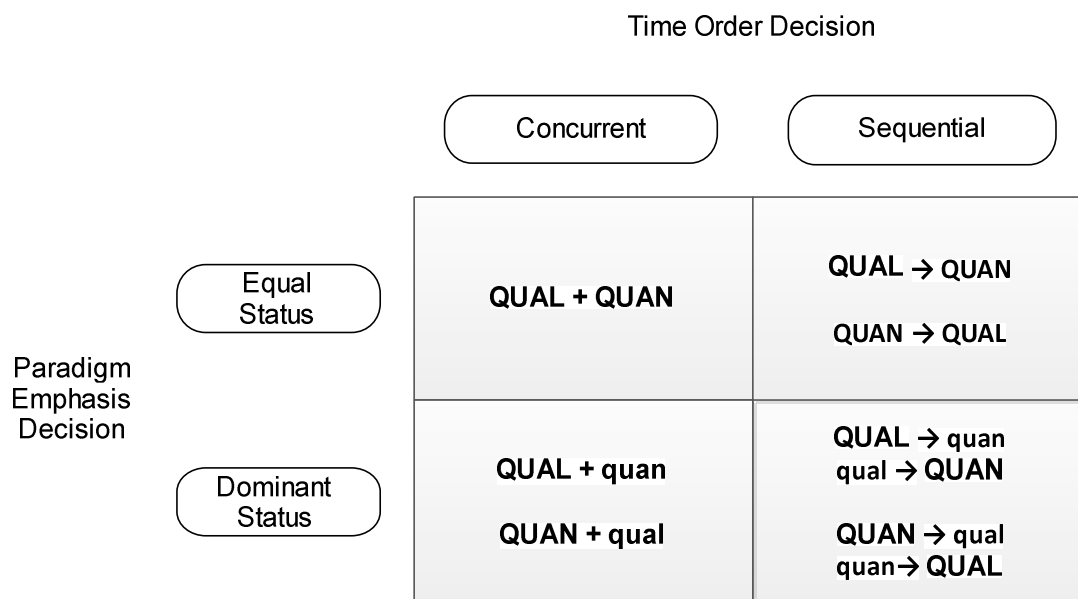 Time Order Decision
Concurrent
Sequential
Equal
Status
QUAL + QUAN
QUAL → QUAN
QUAN → QUAL
Paradigm
Emphasis
Decision
Dominant
Status
QUAL + quan
QUAN + qual
QUAL → quan
qual → QUAN
QUAN → qual
quan→ QUAL